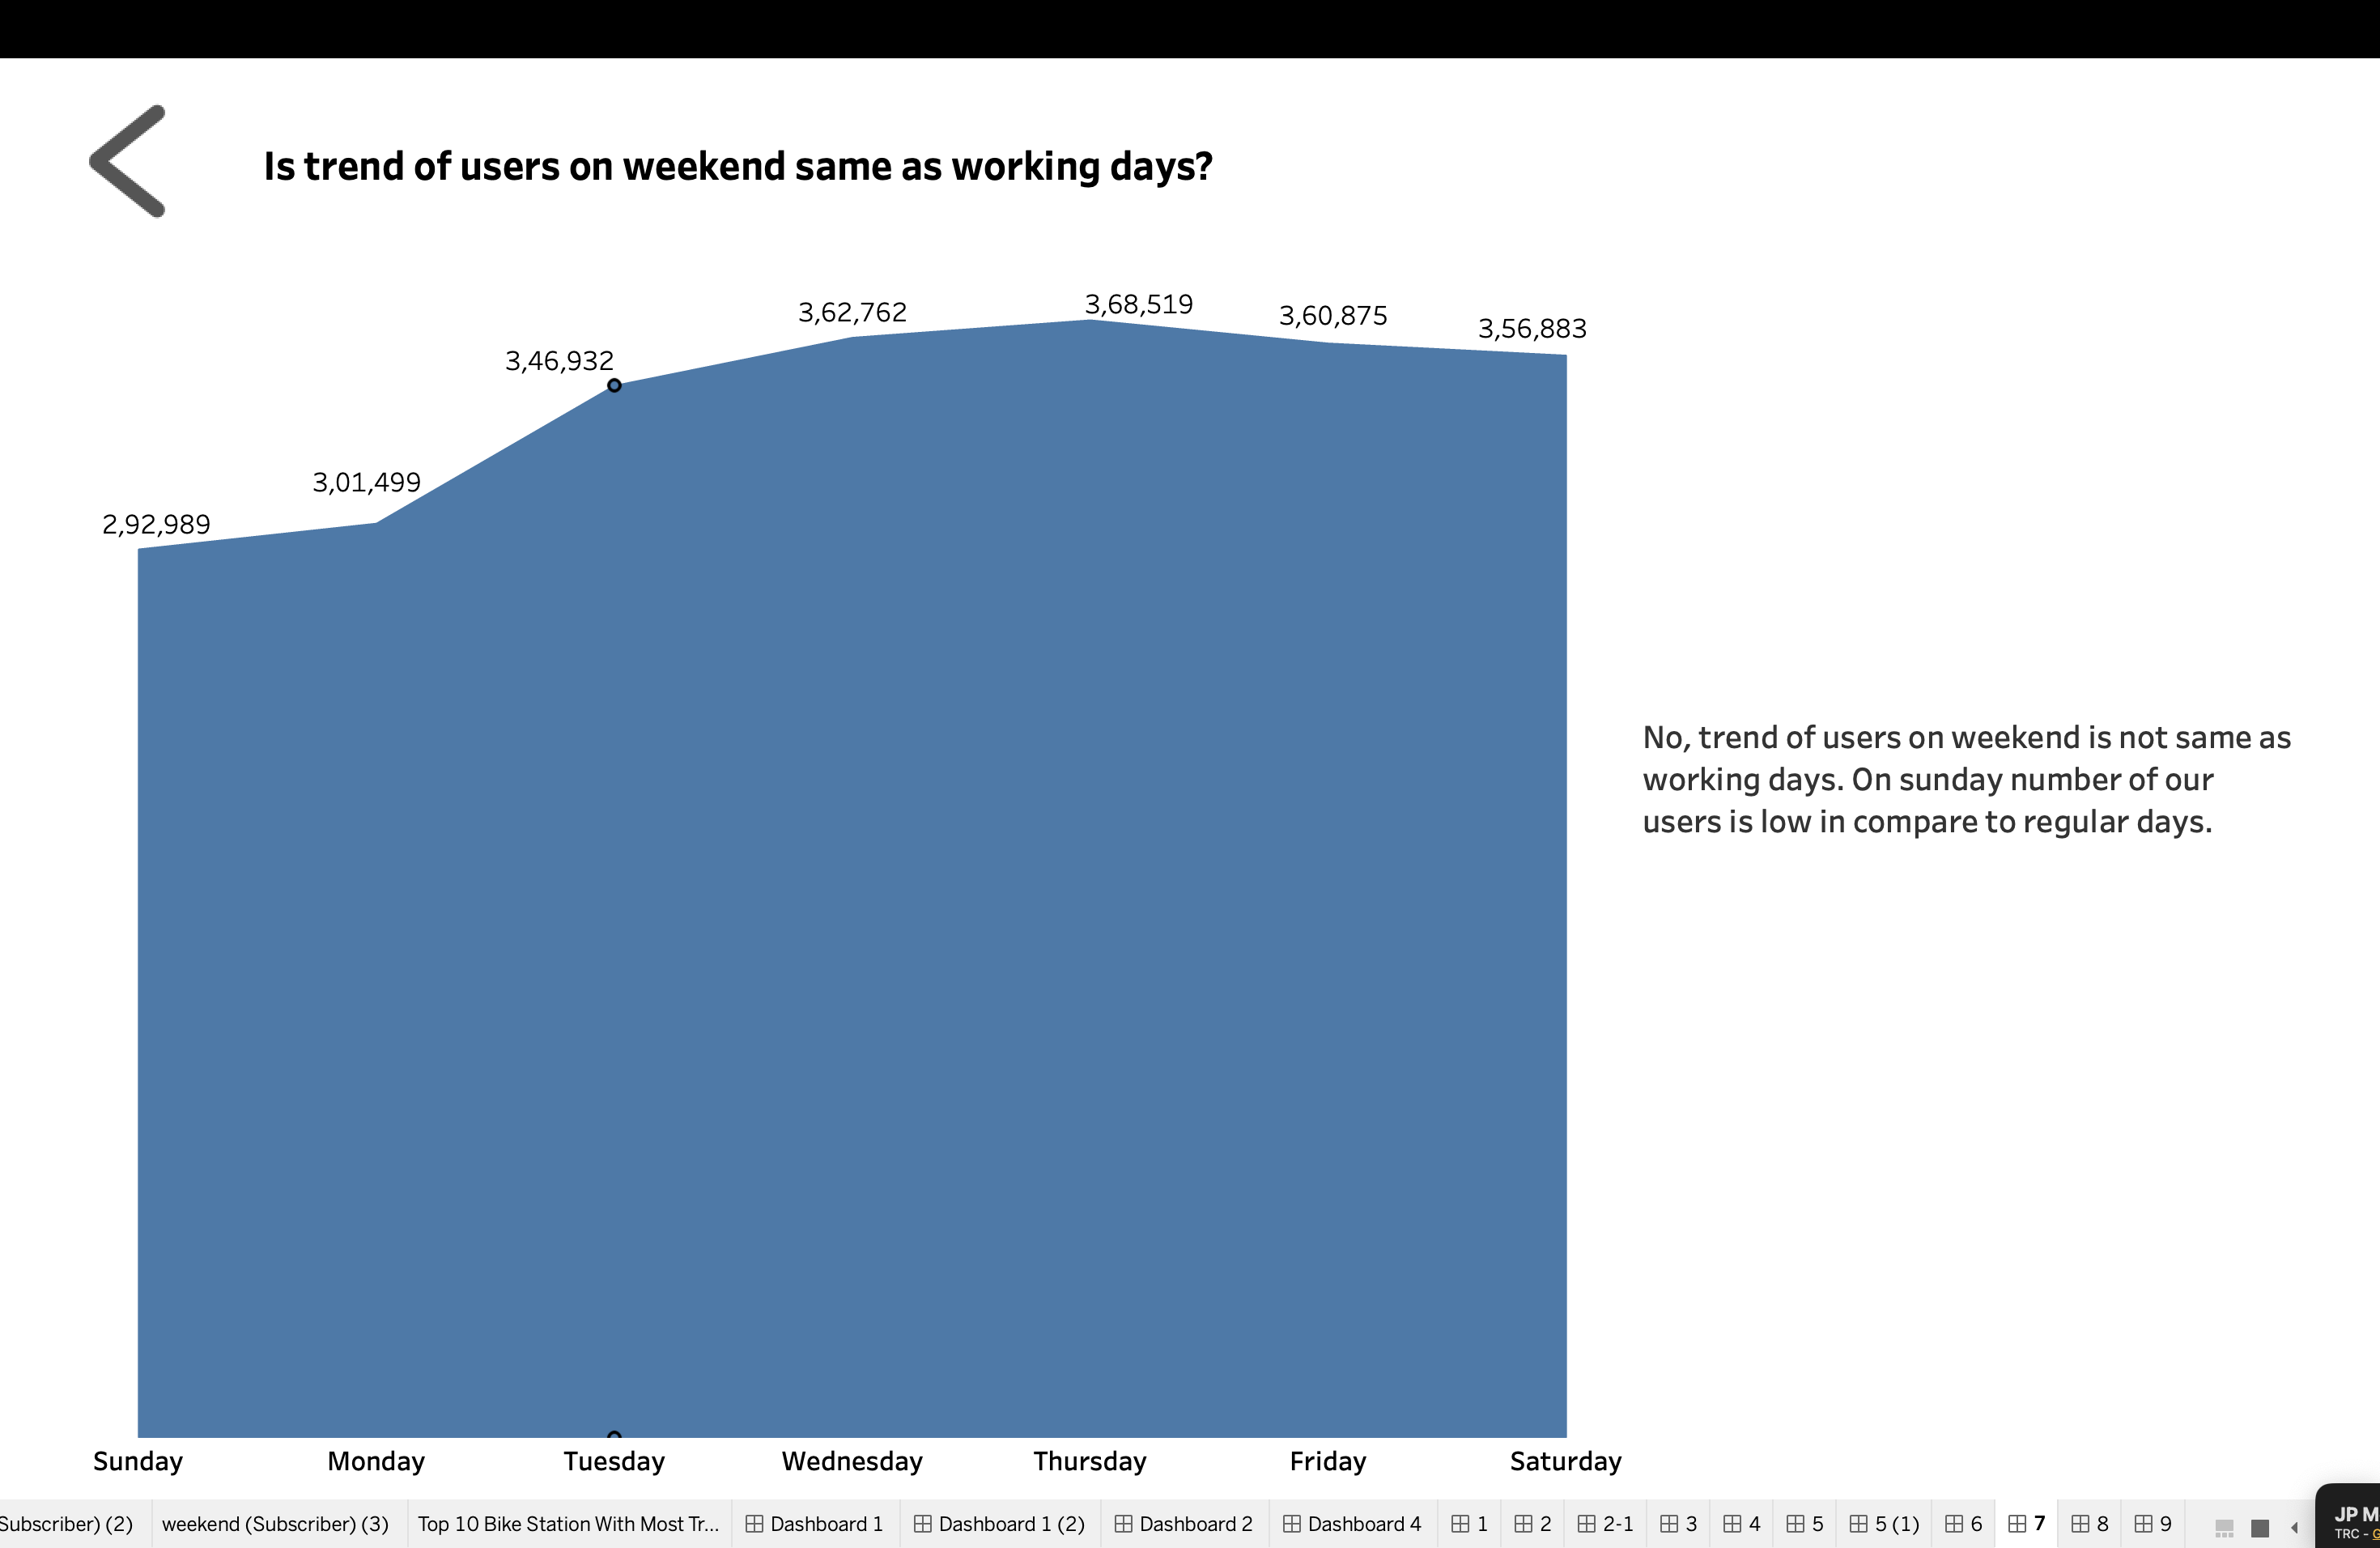 Is trend of users on weekend same as working days?
3,62,762
3,68,519
3,60,875
3,56,883
3,46,932
3,01,499
2,92,989
No, trend of users on weekend is not same as
working days. On sunday number of our
users is low in compare to regular days.
Sunday Monday Tuesday Wednesday Thursday Friday Saturday
Subscriber) (2) weekend (Subscriber) (3) Top 10 Bike Station With Most Tr... Dashboard 1 Dashboard 1 (2) Dashboard 2 Dashboard 4 1 2 2-1 3 4 5 5 (1) 6 7 8 9
JP M
TRC - G